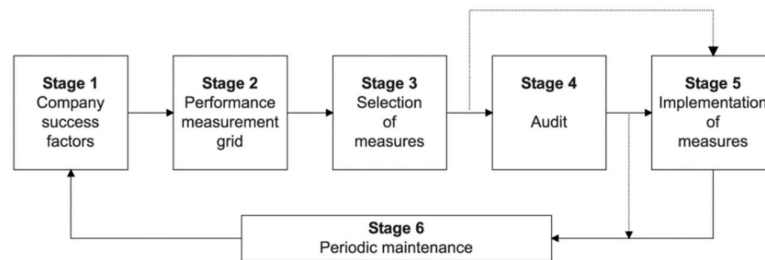 Stage 1
Company
success
factors
Stage 2
Performance
measurement
grid
Stage 3
Selection
of
measures
Stage 4
Audit
Stage 5
Implementation
of
measures
Stage 6
Periodic maintenance